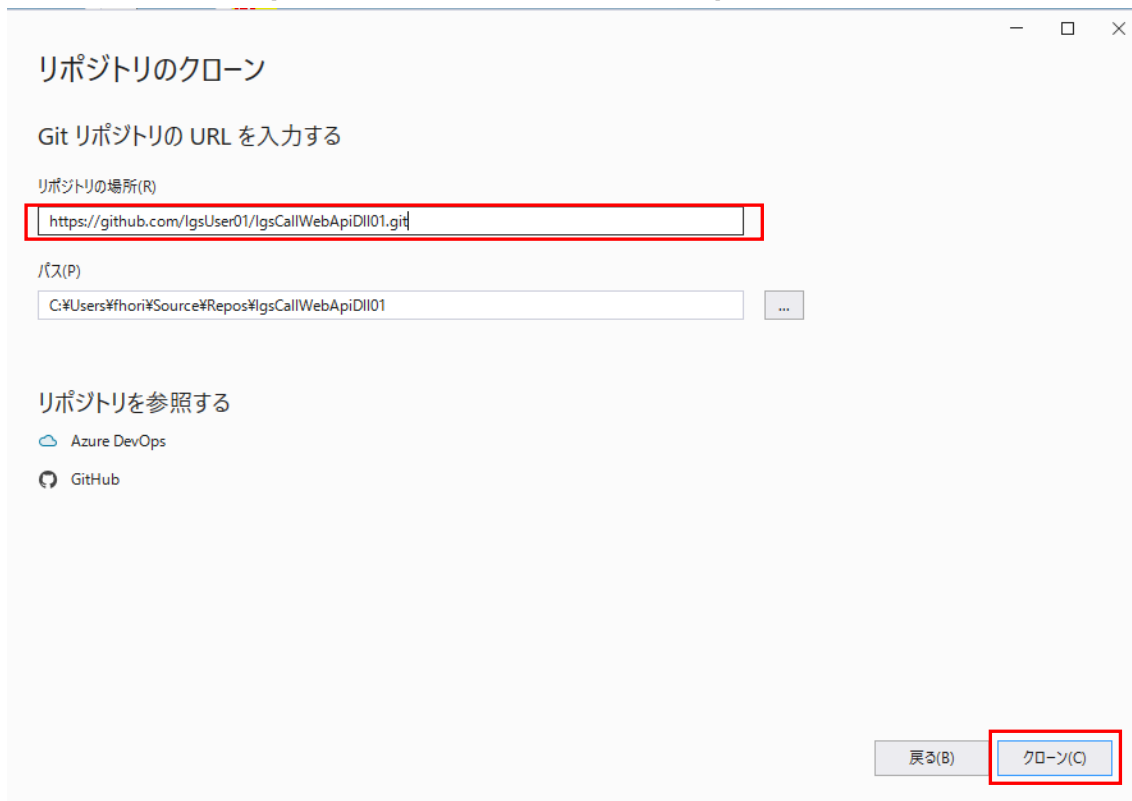 リポジトリのクローン
Git リポジトリの URL を入力する
リポジトリの場所(R)
https://github.com/IgsUser01/IgsCallWebApiDll01.git
パス(P)
C:¥Users¥fhori¥Source¥Repos¥IgsCallWebApiDll01
...
リポジトリを参照する
Azure DevOps
GitHub
戻る(B)
クローン(C)